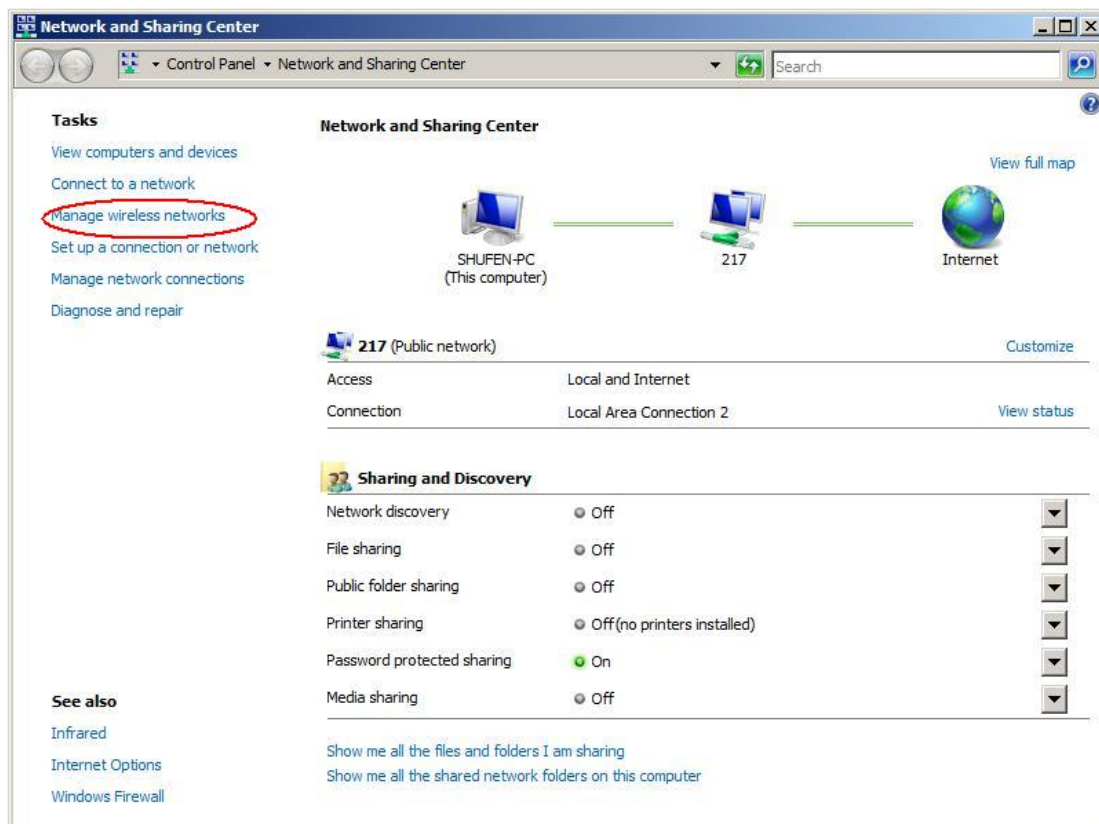 Network and Sharing Center
Control Panel Network and Sharing Center
Search
Tasks
View computers and devices
Connect to a network
Manage wireless networks
Set up a connection or network
Manage network connections
Diagnose and repair
See also
Infrared
Internet Options
Windows Firewall
Network and Sharing Center
View full map
SHUFEN-PC
(This computer)
217
Internet
217 (Public network) Customize
Access Local and Internet
Connection Local Area Connection 2 View status
Sharing and Discovery
Network discovery Off
File sharing Off
Public folder sharing Off
Printer sharing Off(no printers installed)
Password protected sharing On
Media sharing Off
Show me all the files and folders I am sharing
Show me all the shared network folders on this computer